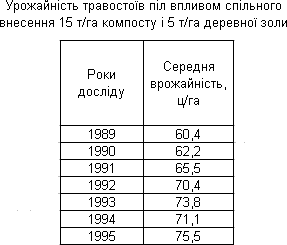 Урожайність травостоїв піл впливом спільного
внесення 15 т/га компосту і 5 т/га деревної золи
Роки
досліду
Середня
врожайність,
ц/га
1989 60,4
1990 62,2
1991 65,5
1992 70,4
1993 73,8
1994 71,1
1995 75,5